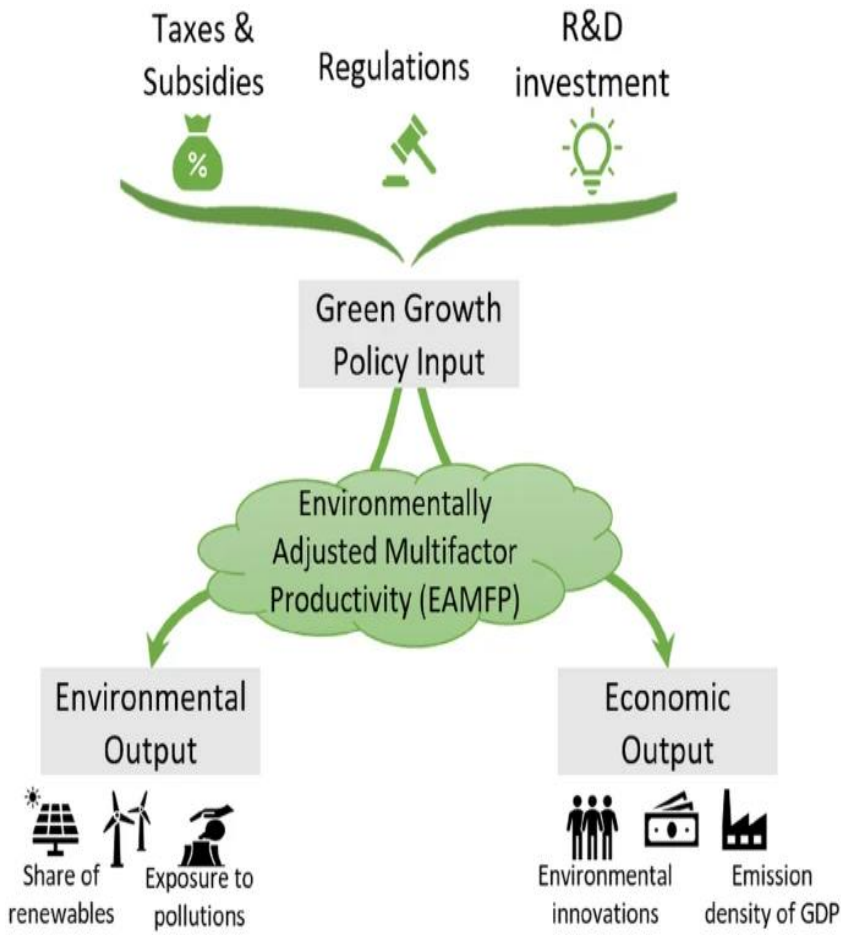 Taxes &
Subsidies
Regulations
R&D
investment
%
Green Growth
Policy Input
Environmentally
Adjusted Multifactor
Productivity (EAMFP)
Environmental
Output
Economic
Output
Share of
renewables
Exposure to
pollutions
Environmental
innovations
Emission
density of GDP